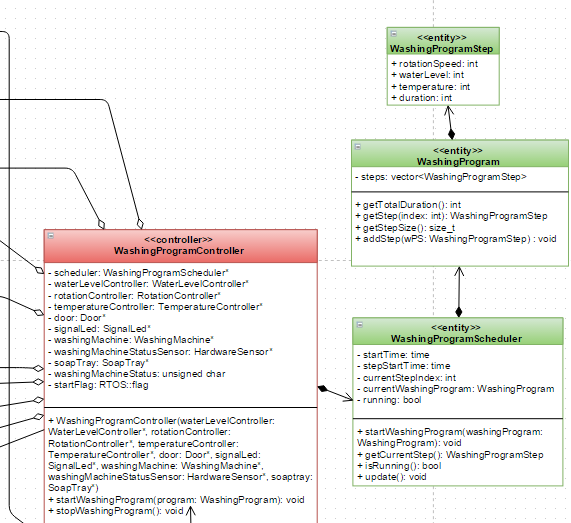 <<entity>>
WashingProgramStep
+ rotationSpeed: int
+ waterLevel: int
+ temperature: int
+ duration: int
<<entity>>
WashingProgram
- steps: vector<WashingProgramStep>
+ getTotalDuration(): int
+ getStep(index: int): WashingProgramStep
+ getStepSize(): size_t
+ addStep(wPS: WashingProgramStep) : void
<<controller>>
WashingProgramController
- scheduler: WashingProgramScheduler*
- waterLevelController: WaterLevelController*
- rotationController: RotationController*
- temperatureController: TemperatureController*
- door: Door*
- signalLed: SignalLed*
- washingMachine: WashingMachine*
- washingMachineStatusSensor: HardwareSensor*
- soapTray: SoapTray*
- washingMachineStatus: unsigned char
- startFlag: RTOS::flag
+ WashingProgramController(waterLevelController:
WaterLevelController*, rotationController:
RotationController*, temperatureController:
TemperatureController*, door: Door*, signalLed:
SignalLed*, washingMachine: WashingMachine*,
washingMachineStatusSensor: HardwareSensor*, soaptray:
SoapTray*)
+ startWashingProgram(program: WashingProgram): void
+ stopWashingProgram(): void
<<entity>>
WashingProgramScheduler
- startTime: time
- stepStartTime: time
- currentStepIndex: int
- currentWashingProgram: WashingProgram
- running: bool
+ startWashingProgram(washingProgram:
WashingProgram): void
+ getCurrentStep(): WashingProgramStep
+ isRunning(): bool
+ update(): void